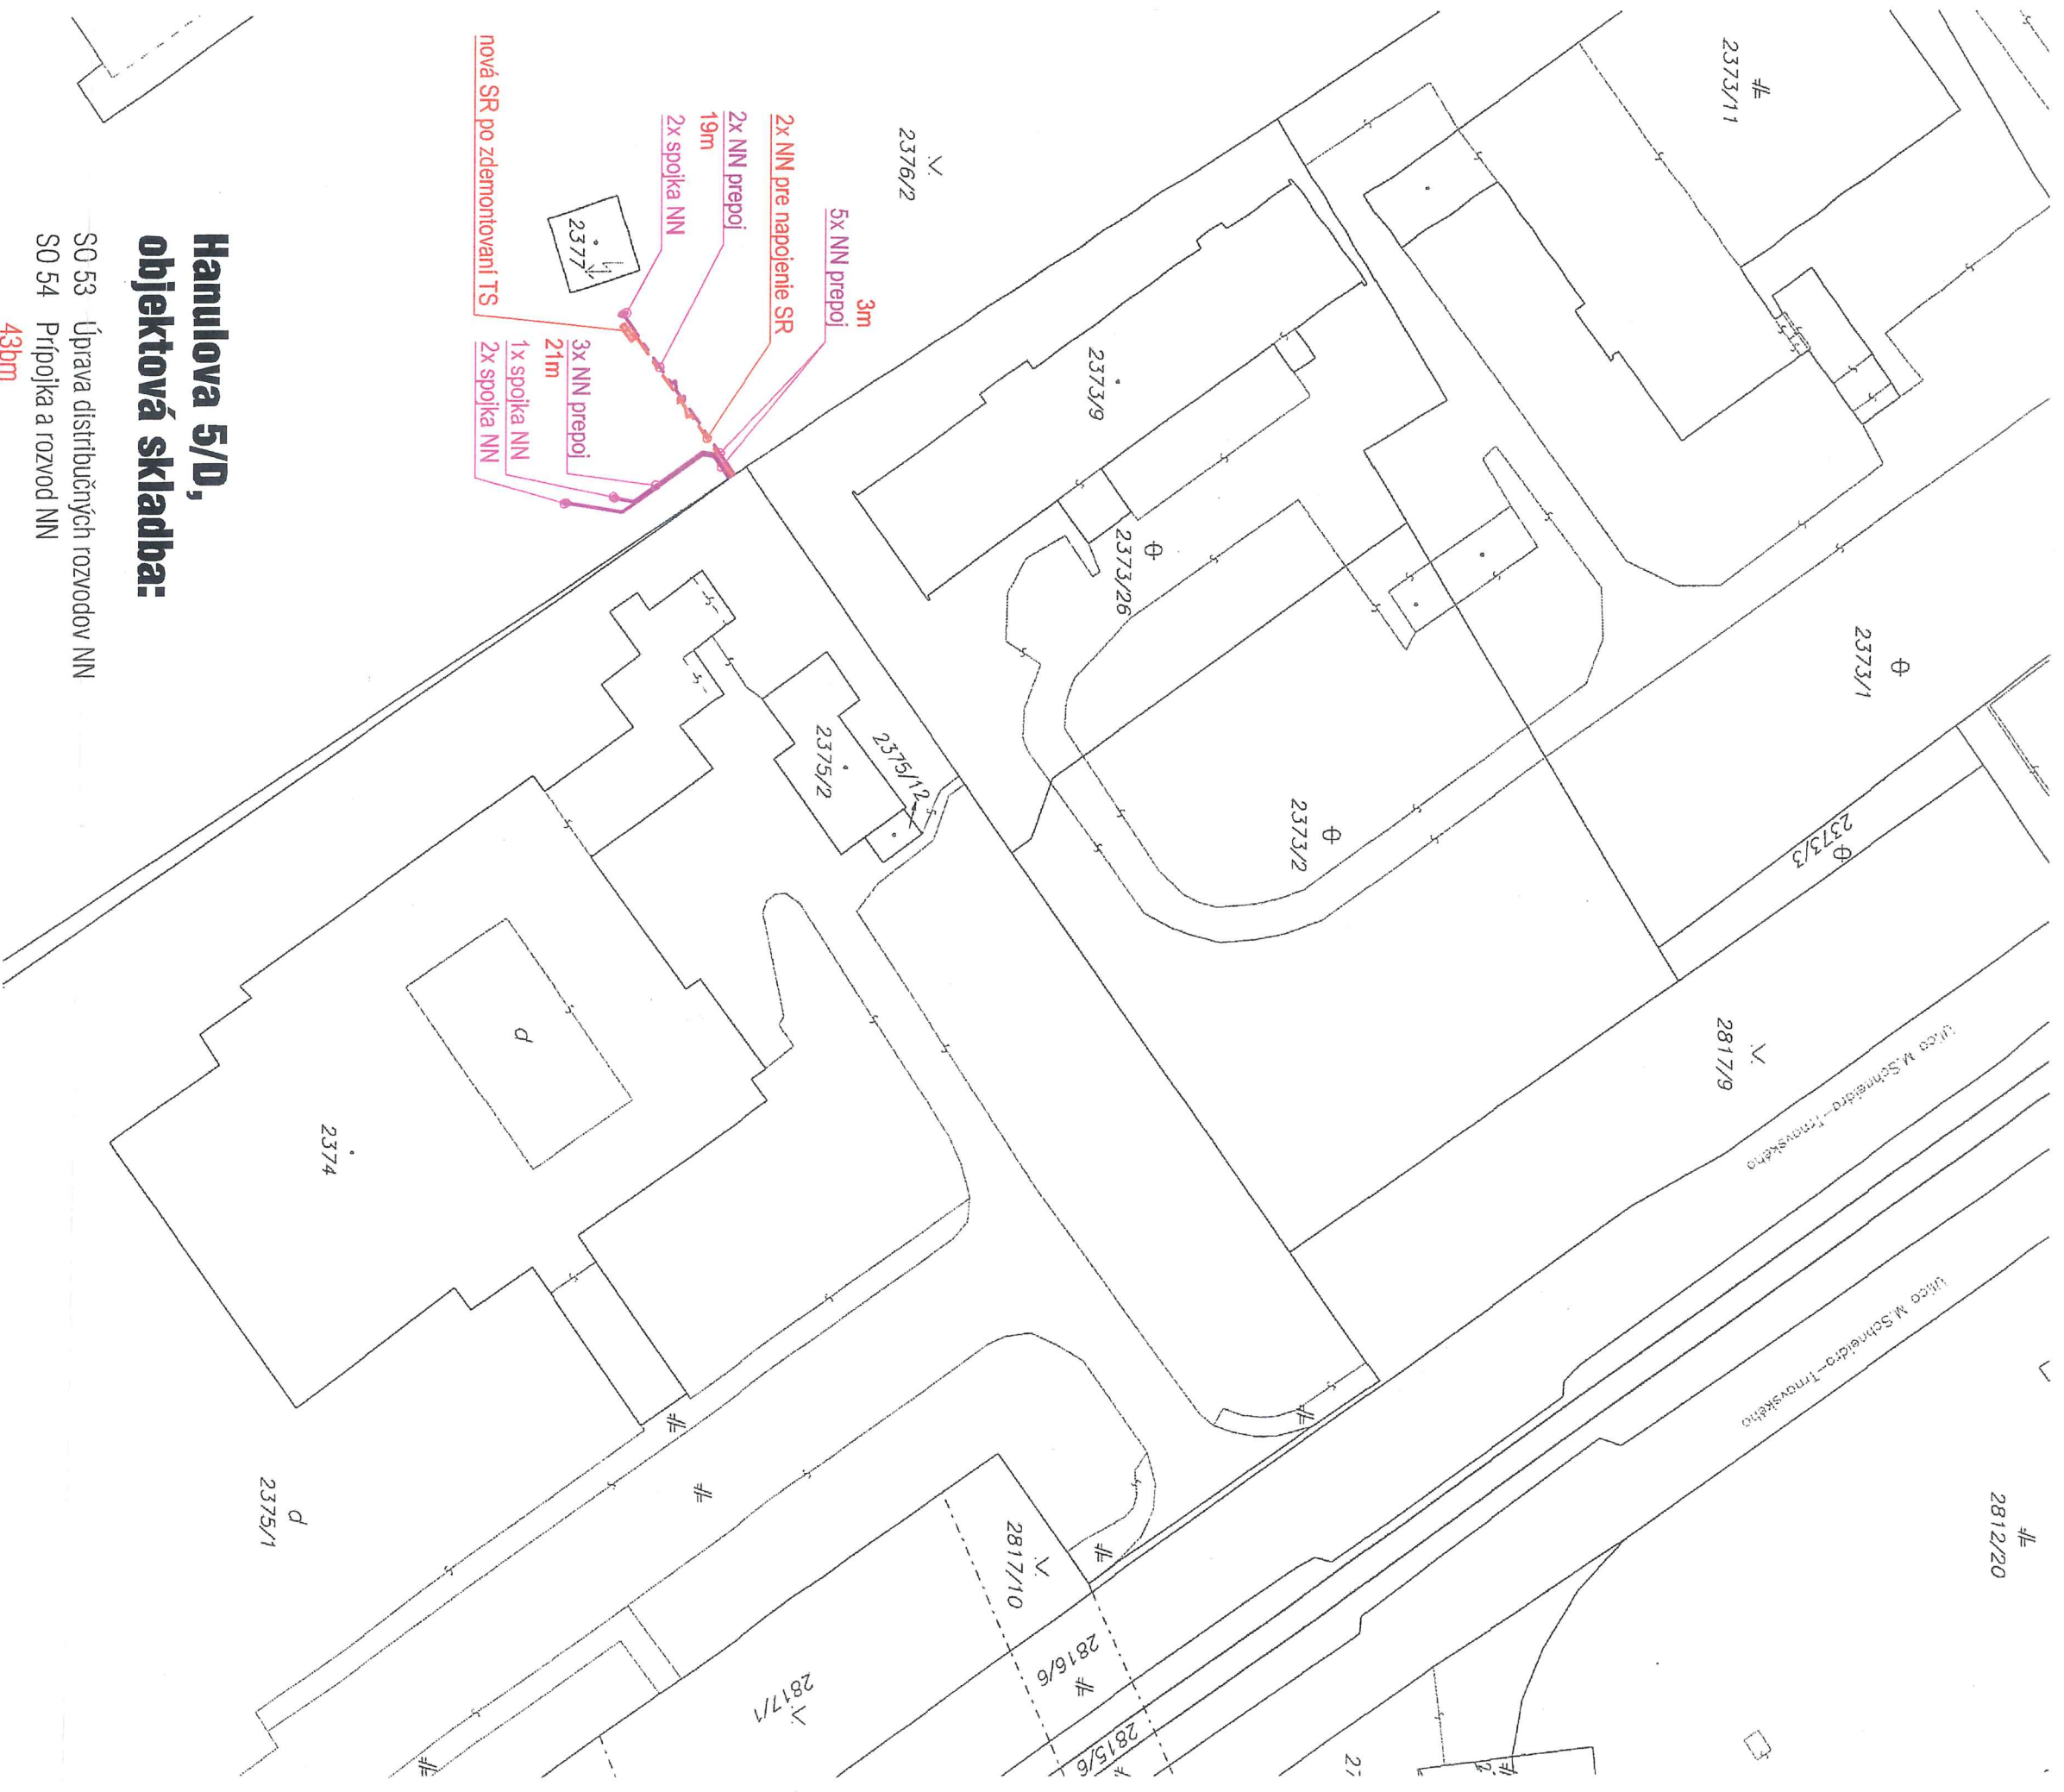 2373/11
2376/2
2373/9
2373/26
2373/1
2373/2
2373/3
2817/9
Ulica M.Schneidra-Trnavského
Ulica M.Schneidra-Trnavského
2812/20
2377
2375/2
2375/12
2374
d
d
2375/1
2817/10
2816/6
2815/6
2817/1
3m
5x NN prepoj
2x NN pre napojenie SR
2x NN prepoj
19m
2x spojka NN
nová SR po zdemontovaní TS
3x NN prepoj
21m
1x spojka NN
2x spojka NN
Hanulova 5/D,
objektová skladba:
SO 53 Úprava distribučných rozvodov NN
SO 54 Prípojka a rozvod NN
43bm